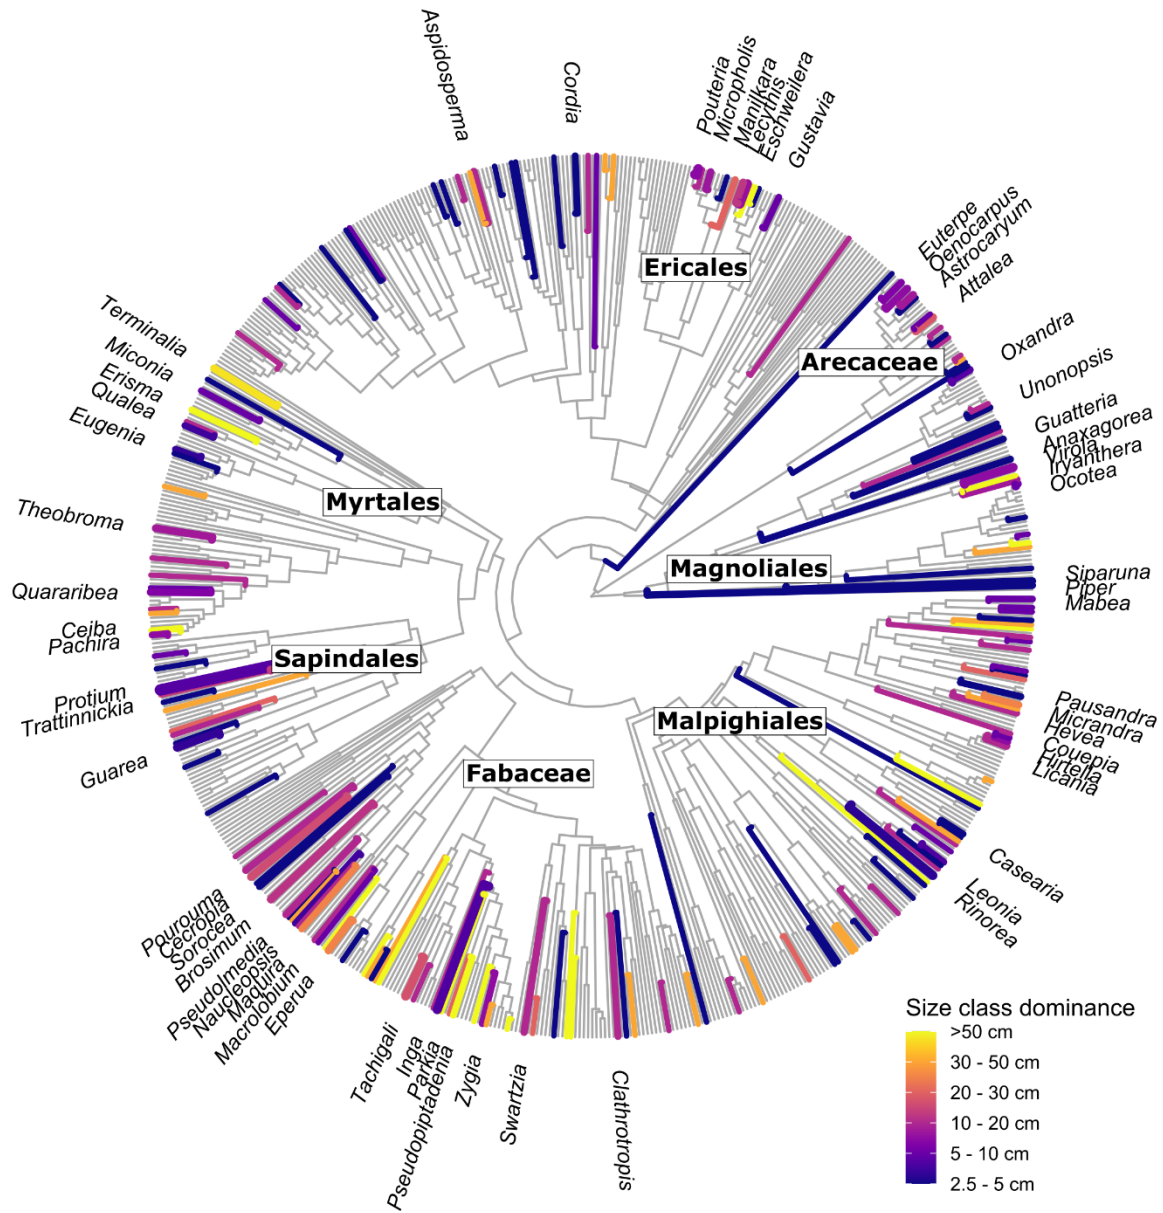 Aspidosperma
Cordia
Pouteria
Micropholis
Manilkara
Lecythis
Eschweilera
Gustavia
Euterpe
Oenocarpus
Astrocaryum
Attalea
Oxandra
Unonopsis
Guatteria
Anaxagorea
Virola
Iryanthera
Ocotea
Siparuna
Piper
Mabea
Pausandra
Micrandra
Hevea
Couepia
Hirtella
Licania
Casearia
Leonia
Rinorea
Clathrotropis
Swartzia
Zygia
Pseudopiptadenia
Parkia
Inga
Tachigali
Eperua
Macrolobium
Maquira
Naucleopsis
Pseudolmedia
Brosimum
Sorocea
Cecropia
Pourouma
Guarea
Trattinnickia
Protium
Pachira
Ceiba
Quararibea
Theobroma
Eugenia
Qualea
Erisma
Miconia
Terminalia
Ericales
Arecaceae
Magnoliales
Malpighiales
Fabaceae
Sapindales
Myrtales
Size class dominance
>50 cm
30 - 50 cm
20 - 30 cm
10 - 20 cm
5 - 10 cm
2.5 - 5 cm